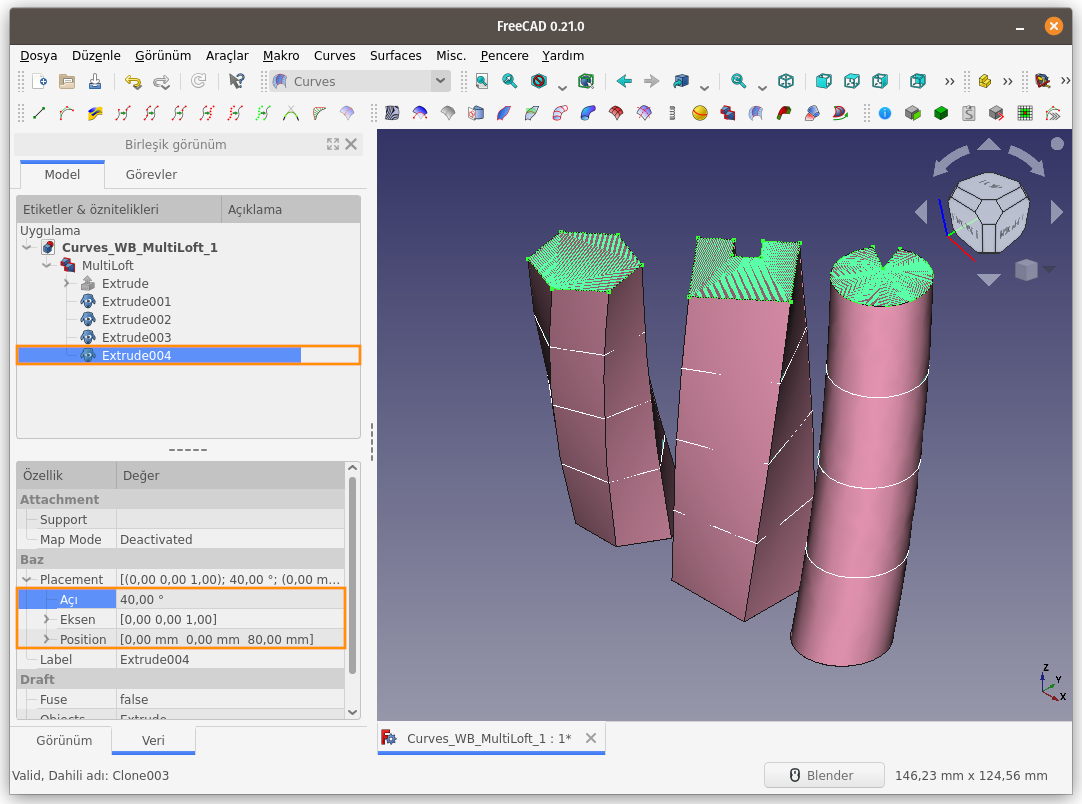 FreeCAD 0.21.0
Dosya Düzenle Görünüm Araçlar Makro Curves Surfaces Misc. Pencere Yardım
Curves
Birleşik görünüm
Model Görevler
Etiketler & öznitelikleri Açıklama
Uygulama
Curves_WB_MultiLoft_1
MultiLoft
Extrude
Extrude001
Extrude002
Extrude003
Extrude004
Özellik Değer
Attachment
Support
Map Mode Deactivated
Baz
Placement [(0,00 0,00 1,00); 40,00 °; (0,00 m...
Açı 40,00 °
Eksen [0,00 0,00 1,00]
Position [0,00 mm 0,00 mm 80,00 mm]
Label Extrude004
Draft
Fuse false
Objects Extrude
Görünüm Veri
Z
Y
X
Curves_WB_MultiLoft_1 : 1*
Valid, Dahili adı: Clone003
Blender 146,23 mm x 124,56 mm